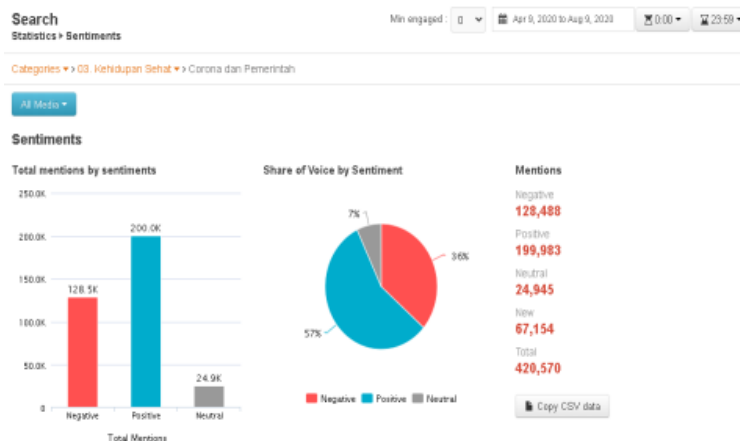 Search
Statistics ▸ Sentiments
Min engaged : 0
Apr 9, 2020 to Aug 9, 2020
0:00
23:59
Categories ▾ › 03. Kehidupan Sehat ▾ › Corona dan Pemerintah
All Media ▾
Sentiments
Total mentions by sentiments
250.0K
200.0K
150.0K
100.0K
50.0K
0
128.5K
200.0K
24.9K
Negative
Positive
Neutral
Total Mentions
Share of Voice by Sentiment
7%
36%
57%
Negative Positive Neutral
Mentions
Negative
128,488
Positive
199,983
Neutral
24,945
New
67,154
Total
420,570
Copy CSV data